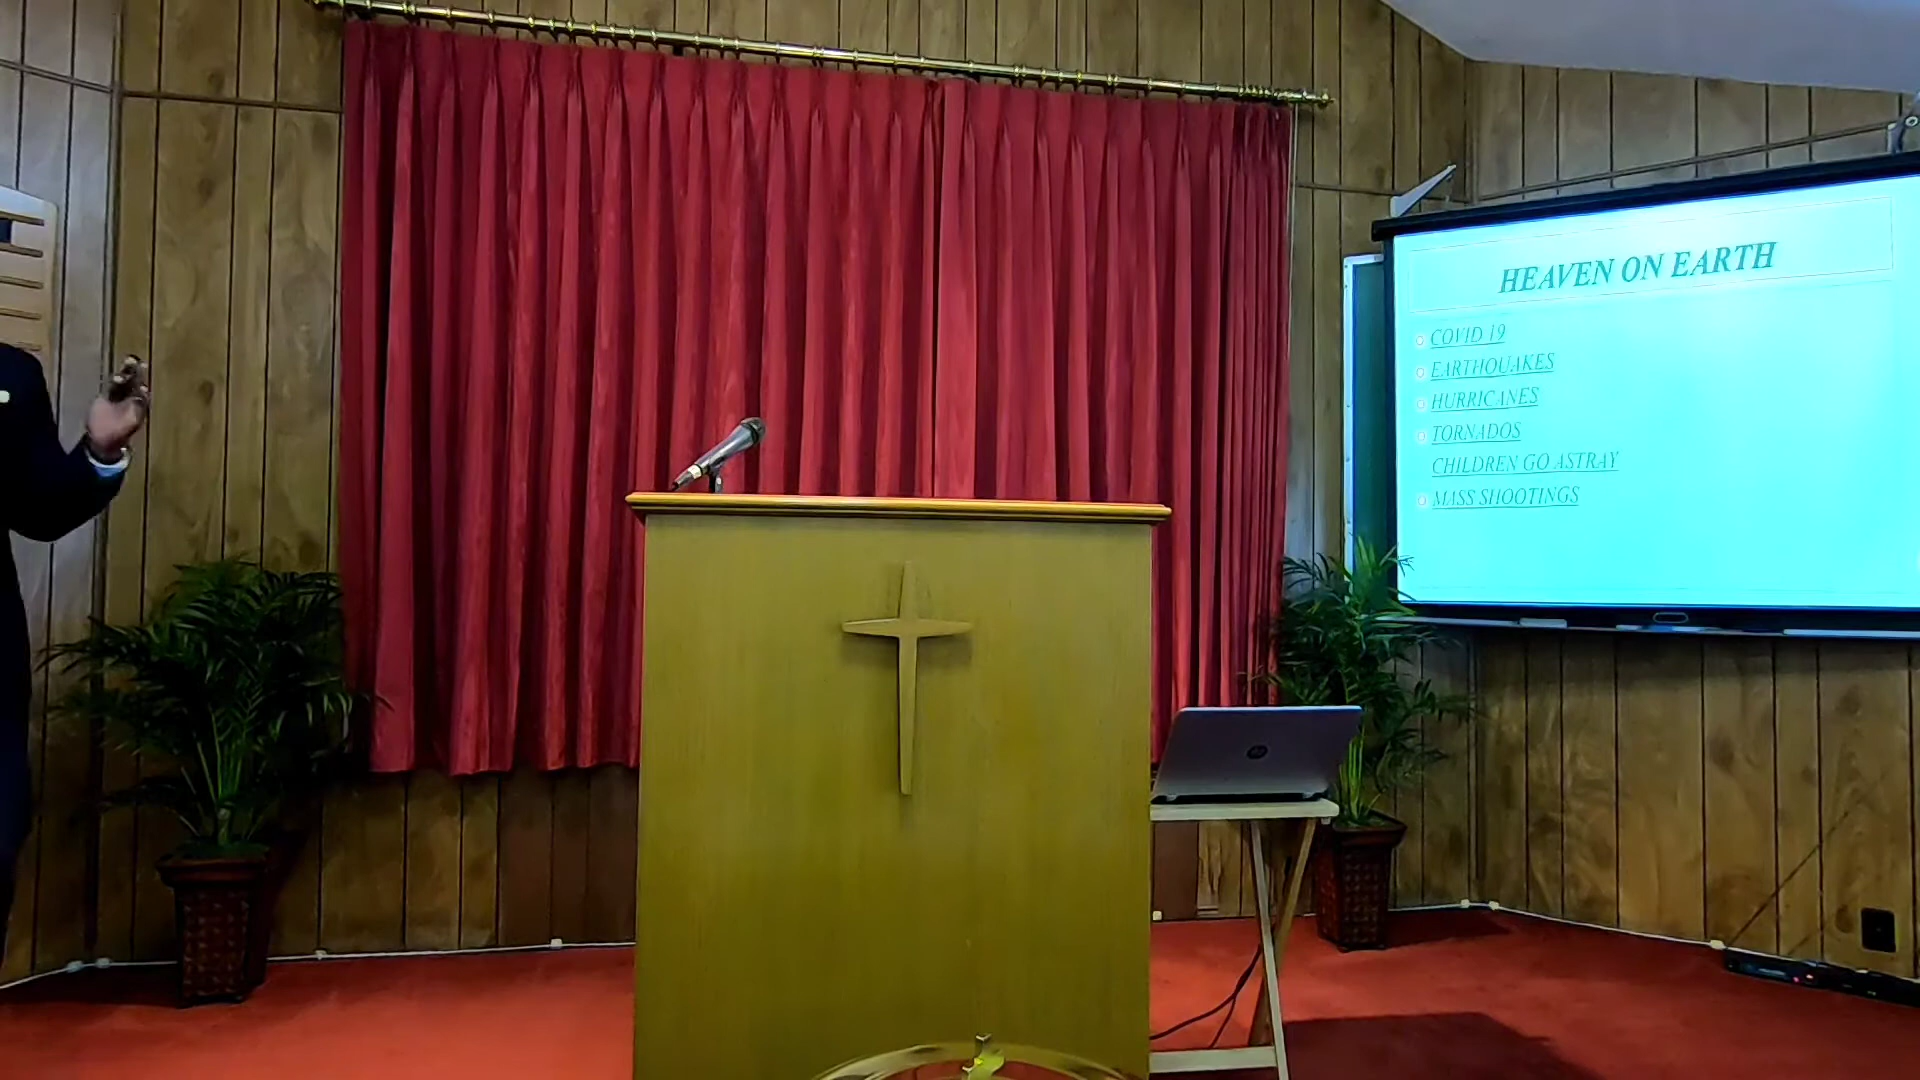 HEAVEN ON EARTH
COVID 19
EARTHQUAKES
HURRICANES
TORNADOS
CHILDREN GO ASTRAY
MASS SHOOTINGS